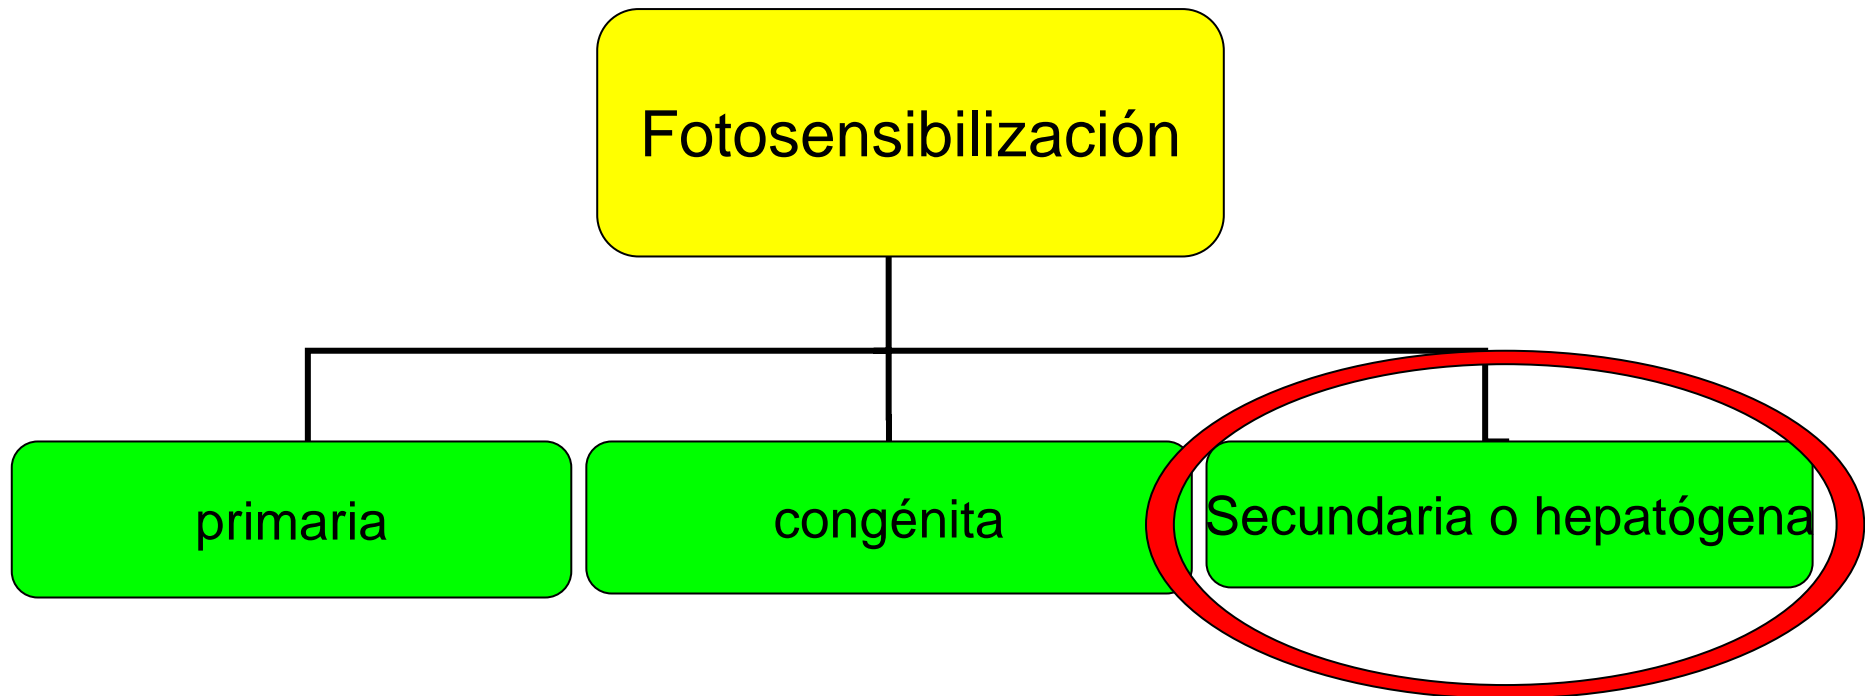 Fotosensibilización
primaria
congénita
Secundaria o hepatógena